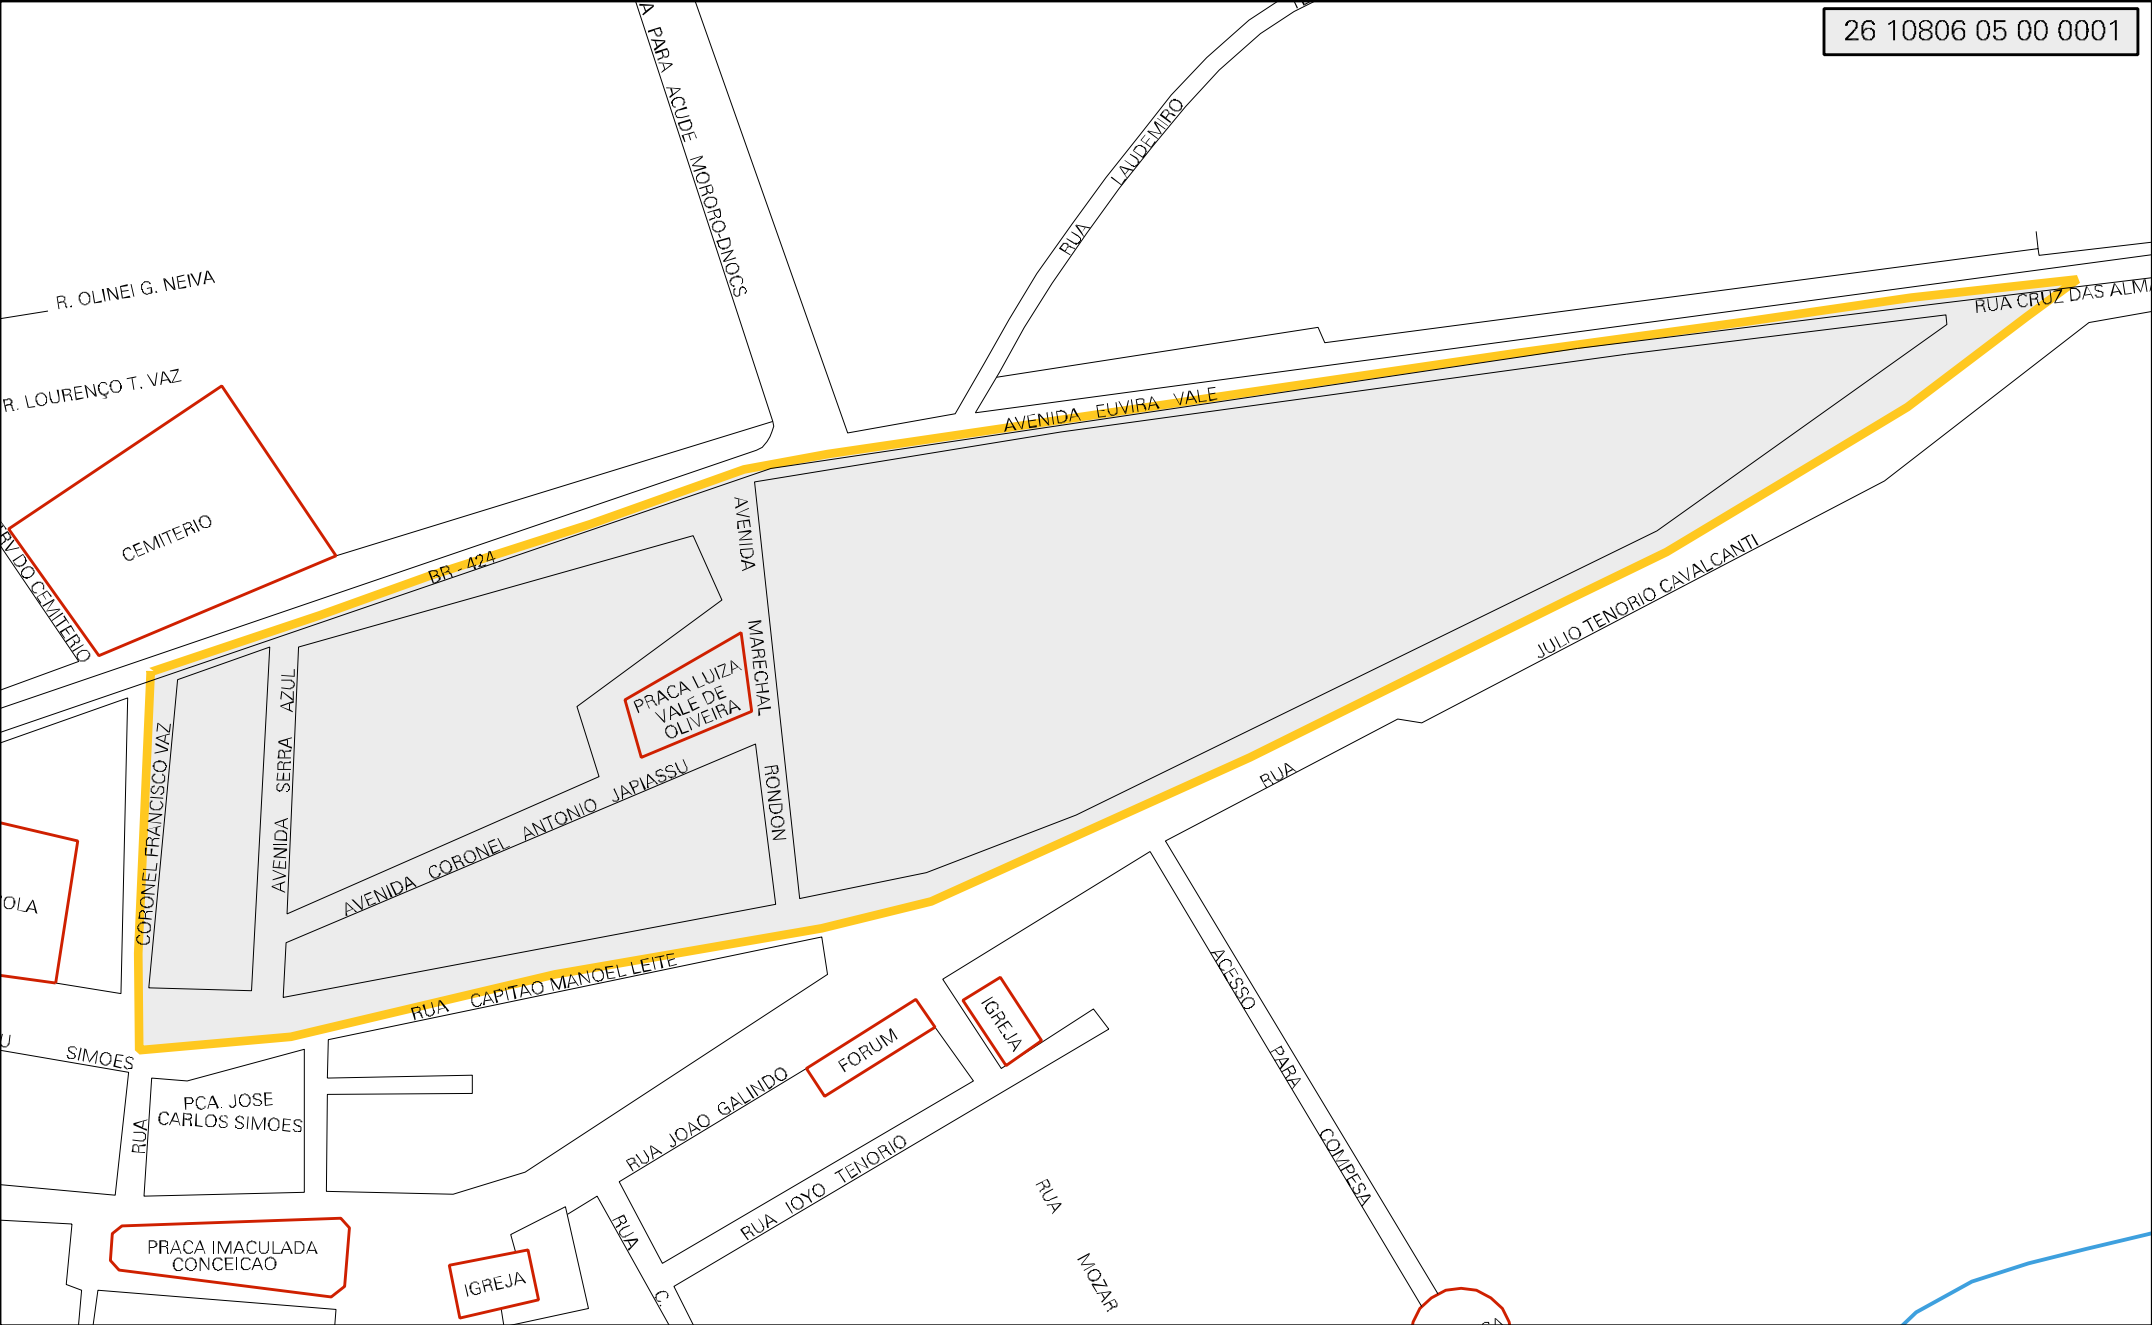 26 10806 05 00 0001
A PARA ACUDE MORORO-DNOCS
RUA LAUDEMIRO
R. OLINEI G. NEIVA
R. LOURENÇO T. VAZ
CEMITERIO
TRV DO CEMITERIO
RUA CRUZ DAS ALMA
AVENIDA EUVIRA VALE
BR - 424
AVENIDA MARECHAL RONDON
PRACA LUIZA
VALE DE
OLIVEIRA
AVENIDA SERRA AZUL
CORONEL FRANCISCO VAZ
AVENIDA CORONEL ANTONIO JAPIASSU
RUA JULIO TENORIO CAVALCANTI
OLA
RUA CAPITAO MANOEL LEITE
U SIMOES
RUA
PCA. JOSE
CARLOS SIMOES
FORUM
IGREJA
RUA JOAO GALINDO
RUA IOYO TENORIO
ACESSO PARA COMPESA
RUA MOZAR
PRACA IMACULADA
CONCEICAO
IGREJA
RUA C.